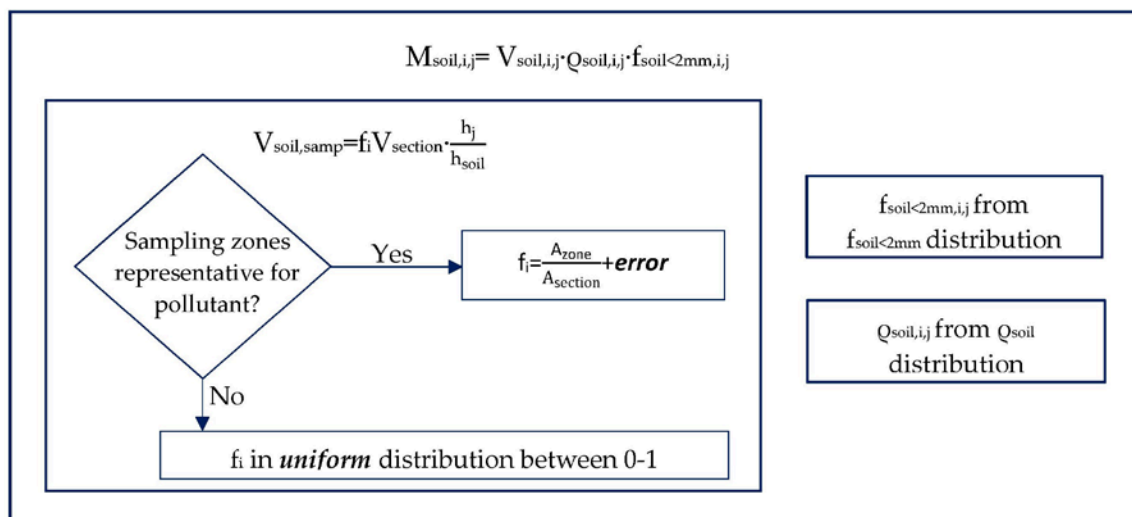 Msoil,i,j= Vsoil,i,j·ϱsoil,i,j·fsoil<2mm,i,j
Vsoil,samp=fiVsection·hj/hsoil
Sampling zones
representative for
pollutant?
Yes
fi=Azone/Asection+error
No
fi in uniform distribution between 0-1
fsoil<2mm,i,j from
fsoil<2mm distribution
ϱsoil,i,j from ϱsoil
distribution